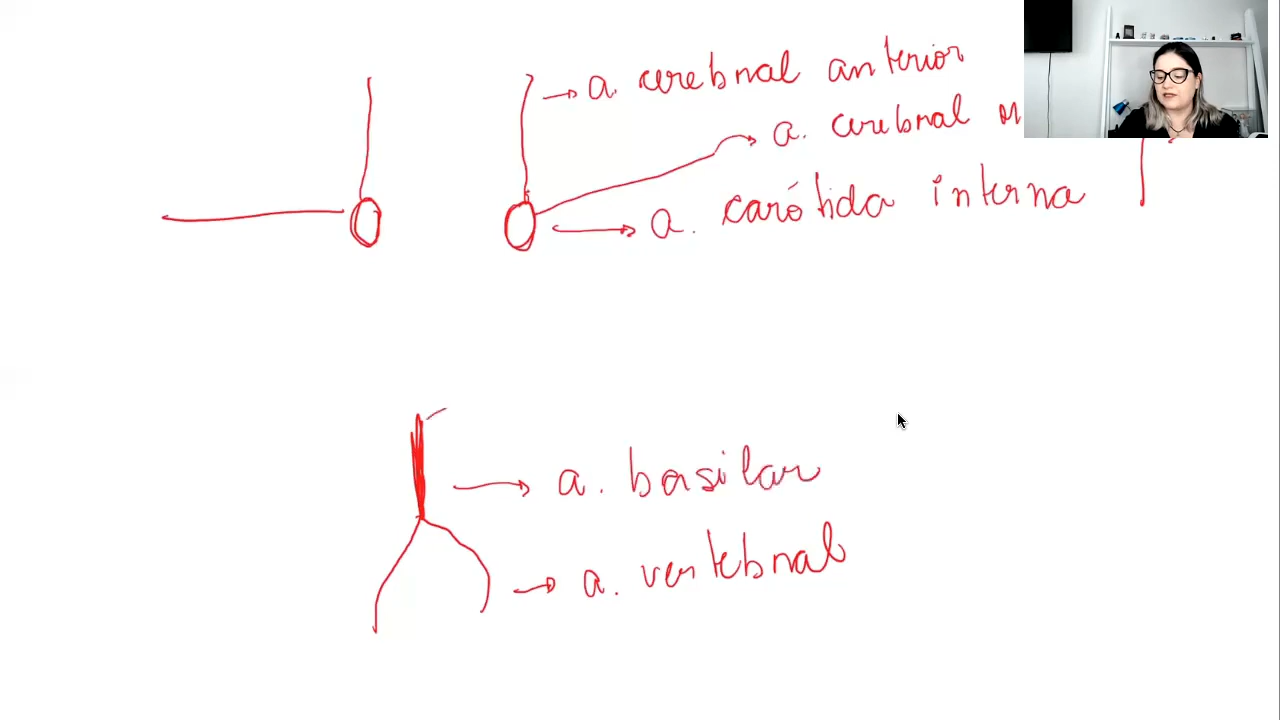 a. cerebral anterior
a. cerebral
a. carótida interna
a. basilar
a. vertebral